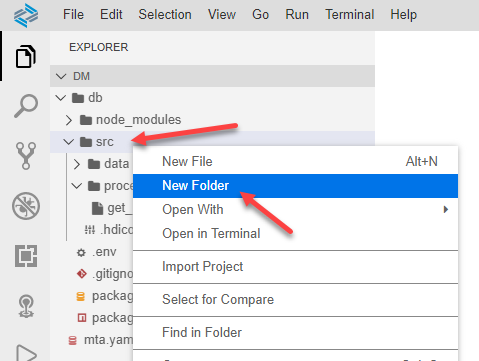 File Edit Selection View Go Run Terminal Help
EXPLORER
DM
db
node_modules
src
data
New File Alt+N
New Folder
Open With
Open in Terminal
Import Project
Select for Compare
Find in Folder
proce
get_
.hdico
.env
.gitign
packag
packag
mta.yam